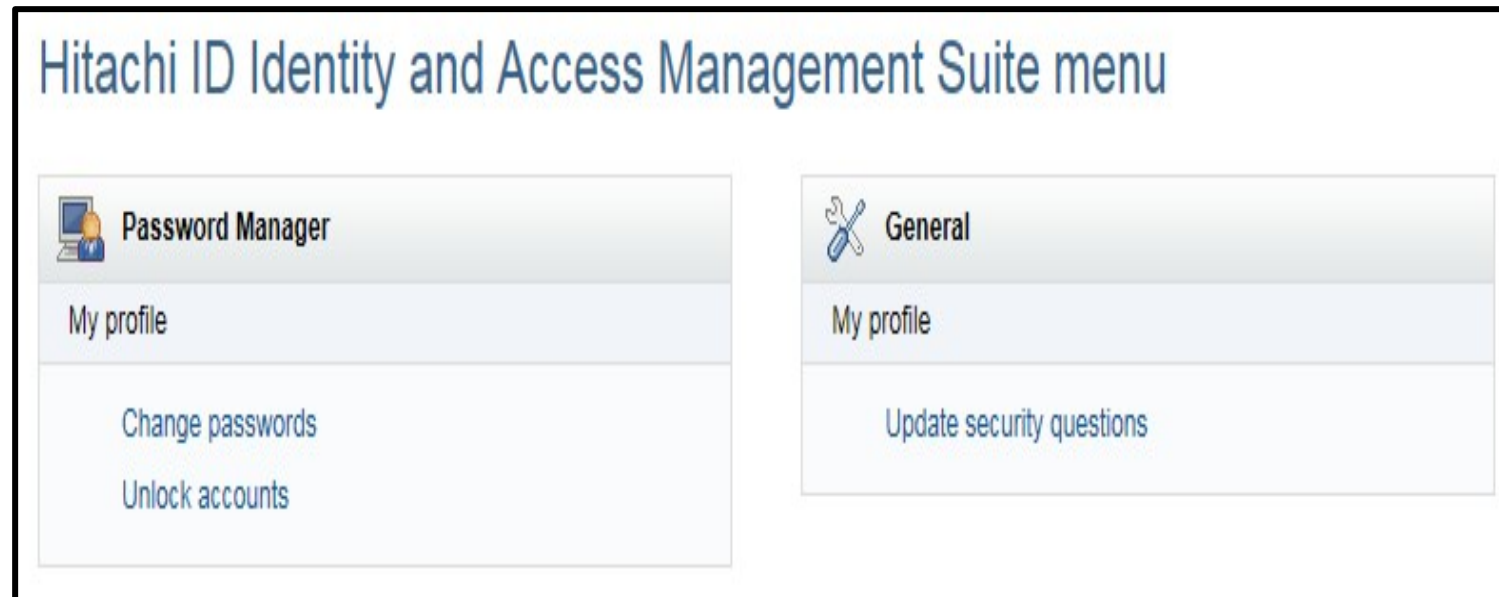 Hitachi ID Identity and Access Management Suite menu
Password Manager
My profile
Change passwords
Unlock accounts
General
My profile
Update security questions